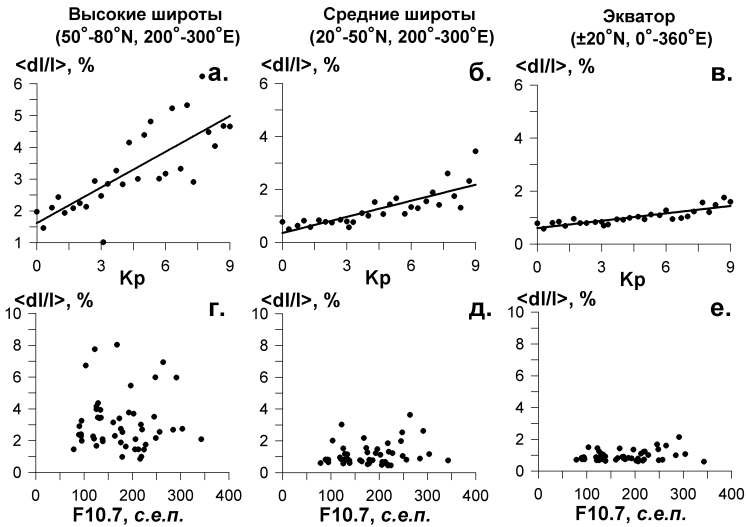 Высокие широты
(50°-80°N, 200°-300°E)
Средние широты
(20°-50°N, 200°-300°E)
Экватор
(±20°N, 0°-360°E)
<dI/I>, %
а.
6
5
4
3
2
1
0 3 6 9
Kp
<dI/I>, %
б.
6
4
2
0
0 3 6 9
Kp
<dI/I>, %
в.
6
4
2
0
0 3 6 9
Kp
<dI/I>, %
г.
10
8
6
4
2
0
0 100 200 300 400
F10.7, с.е.п.
<dI/I>, %
д.
10
8
6
4
2
0
0 100 200 300 400
F10.7, с.е.п.
<dI/I>, %
е.
10
8
6
4
2
0
0 100 200 300 400
F10.7, с.е.п.